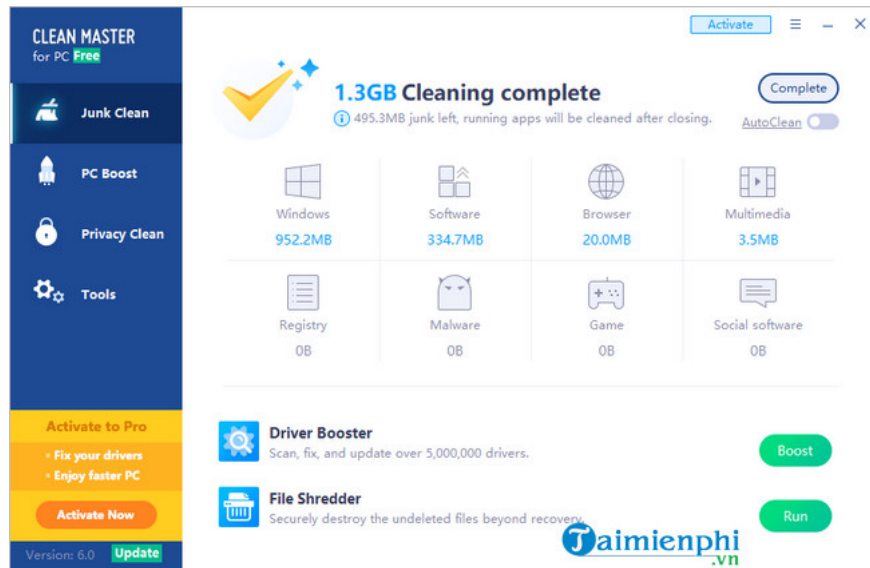 CLEAN MASTER
for PC Free
Activate
Junk Clean
PC Boost
Privacy Clean
Tools
1.3GB Cleaning complete
495.3MB junk left, running apps will be cleaned after closing.
Complete
AutoClean
Windows
952.2MB
Software
334.7MB
Browser
20.0MB
Multimedia
3.5MB
Registry
0B
Malware
0B
Game
0B
Social software
0B
Activate to Pro
• Fix your drivers
• Enjoy faster PC
Activate Now
Version: 6.0 Update
Driver Booster
Scan, fix, and update over 5,000,000 drivers.
Boost
File Shredder
Securely destroy the undeleted files beyond recovery.
Run
Taimienphi
.vn